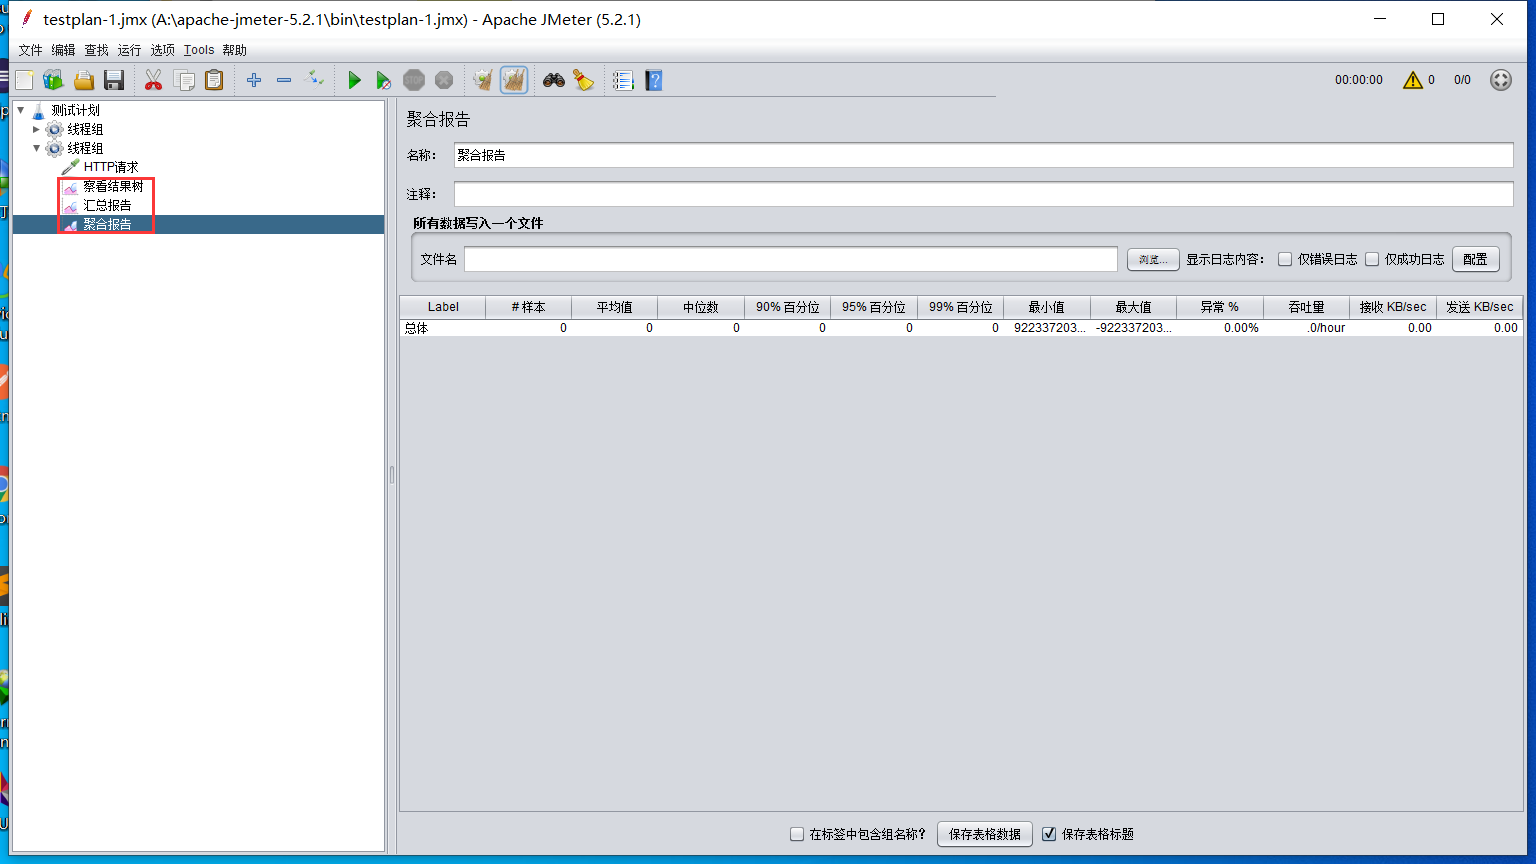 testplan-1.jmx (A:\apache-jmeter-5.2.1\bin\testplan-1.jmx) - Apache JMeter (5.2.1)
文件 编辑 查找 运行 选项 Tools 帮助
STOP
00:00:00 0 0/0
测试计划
线程组
线程组
HTTP请求
察看结果树
汇总报告
聚合报告
聚合报告
名称: 聚合报告
注释:
所有数据写入一个文件
文件名 浏览... 显示日志内容: 仅错误日志 仅成功日志 配置
Label # 样本 平均值 中位数 90% 百分位 95% 百分位 99% 百分位 最小值 最大值 异常 % 吞吐量 接收 KB/sec 发送 KB/sec
总体 0 0 0 0 0 0 922337203... -922337203... 0.00% .0/hour 0.00 0.00
在标签中包含组名称? 保存表格数据 保存表格标题